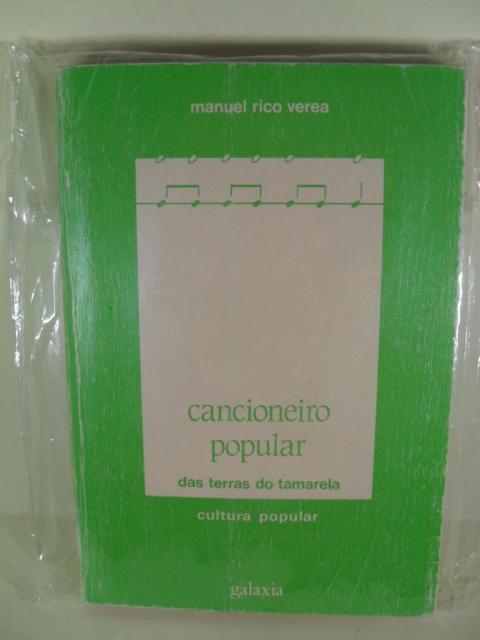 manuel rico verea
cancioneiro
popular
das terras do tamarela
cultura popular
galaxia